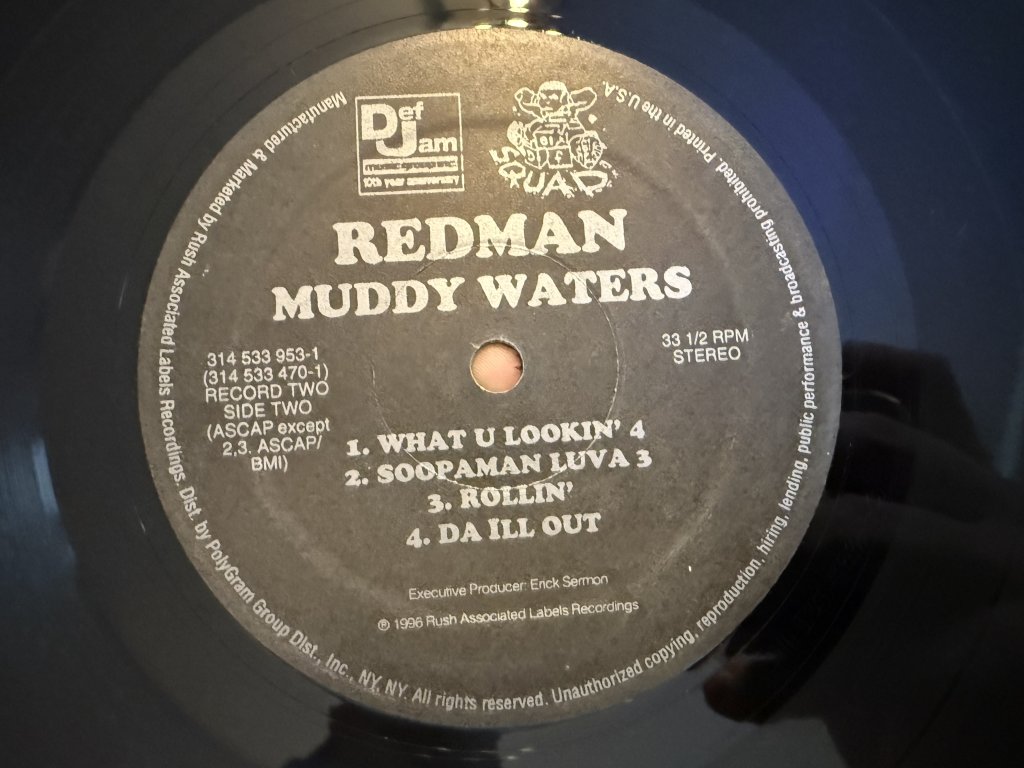 Def
Jam
music group inc.
10th year anniversary
SQUAD
REDMAN
MUDDY WATERS
314 533 953-1
(314 533 470-1)
RECORD TWO
SIDE TWO
(ASCAP except
2,3. ASCAP/
BMI)
33 1/2 RPM
STEREO
1. WHAT U LOOKIN' 4
2. SOOPAMAN LUVA 3
3. ROLLIN'
4. DA ILL OUT
Executive Producer: Erick Sermon
℗ 1996 Rush Associated Labels Recordings
Manufactured & Marketed by Rush Associated Labels Recordings. Dist. by PolyGram Group Dist., Inc., NY, NY. All rights reserved. Unauthorized copying, reproduction, hiring, lending, public performance & broadcasting prohibited. Printed in the U.S.A.